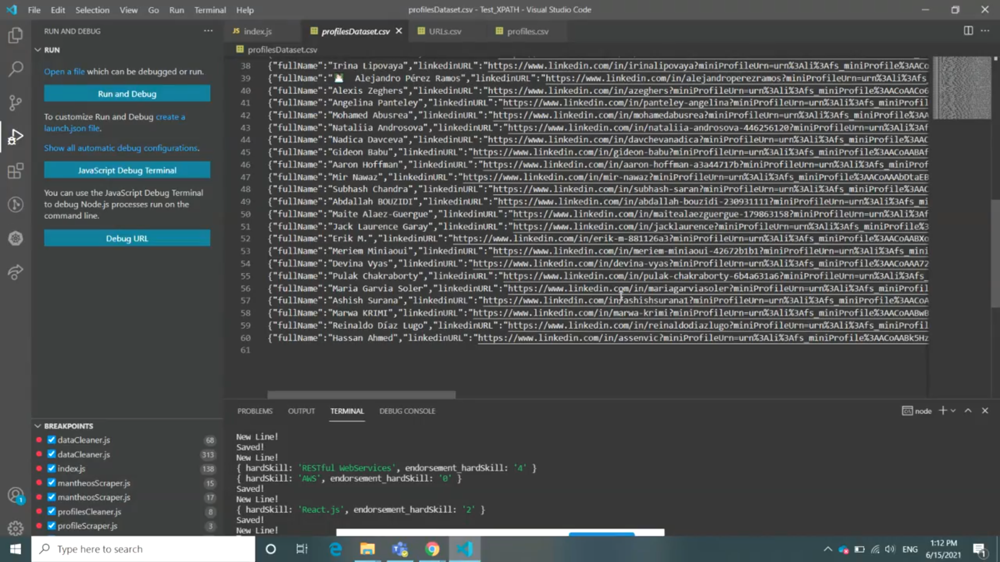 File Edit Selection View Go Run Terminal Help
profilesDataset.csv - Test_XPATH - Visual Studio Code
RUN AND DEBUG
JS index.js
profilesDataset.csv
URLs.csv
profiles.csv
RUN
profilesDataset.csv
Open a file which can be debugged or run.
Run and Debug
To customize Run and Debug create a
launch.json file.
Show all automatic debug configurations.
JavaScript Debug Terminal
You can use the JavaScript Debug Terminal
to debug Node.js processes run on the
command line.
Debug URL
38 {"fullName":"Irina Lipovaya","linkedinURL":"https://www.linkedin.com/in/irinalipovaya?miniProfileUrn=urn%3Ali%3Afs_miniProfile%3AACo
39 {"fullName":" Alejandro Pérez Ramos","linkedinURL":"https://www.linkedin.com/in/alejandroperezramos?miniProfileUrn=urn%3Ali%3Afs_
40 {"fullName":"Alexis Zeghers","linkedinURL":"https://www.linkedin.com/in/azeghers?miniProfileUrn=urn%3Ali%3Afs_miniProfile%3AACoAACo6
41 {"fullName":"Angelina Panteley","linkedinURL":"https://www.linkedin.com/in/panteley-angelina?miniProfileUrn=urn%3Ali%3Afs_miniProfil
42 {"fullName":"Mohamed Abusrea","linkedinURL":"https://www.linkedin.com/in/mohamedabusrea?miniProfileUrn=urn%3Ali%3Afs_miniProfile%3AA
43 {"fullName":"Nataliia Androsova","linkedinURL":"https://www.linkedin.com/in/nataliia-androsova-446256120?miniProfileUrn=urn%3Ali%3Af
44 {"fullName":"Nadica Davceva","linkedinURL":"https://www.linkedin.com/in/davchevanadica?miniProfileUrn=urn%3Ali%3Afs_miniProfile%3AAC
45 {"fullName":"Gideon Babu","linkedinURL":"https://www.linkedin.com/in/gideon-babu?miniProfileUrn=urn%3Ali%3Afs_miniProfile%3AACoAABAf
46 {"fullName":"Aaron Hoffman","linkedinURL":"https://www.linkedin.com/in/aaron-hoffman-a3a44717b?miniProfileUrn=urn%3Ali%3Afs_miniProf
47 {"fullName":"Mir Nawaz","linkedinURL":"https://www.linkedin.com/in/mir-nawaz?miniProfileUrn=urn%3Ali%3Afs_miniProfile%3AACoAAAbDtaEB
48 {"fullName":"Subhash Chandra","linkedinURL":"https://www.linkedin.com/in/subhash-saran?miniProfileUrn=urn%3Ali%3Afs_miniProfile%3AAC
49 {"fullName":"Abdallah BOUZIDI","linkedinURL":"https://www.linkedin.com/in/abdallah-bouzidi-230931111?miniProfileUrn=urn%3Ali%3Afs_mi
50 {"fullName":"Maite Alaez-Guergue","linkedinURL":"https://www.linkedin.com/in/maitealaezguergue-179863158?miniProfileUrn=urn%3Ali%3Af
51 {"fullName":"Jack Laurence Garay","linkedinURL":"https://www.linkedin.com/in/jacklaurence?miniProfileUrn=urn%3Ali%3Afs_miniProfile%3
52 {"fullName":"Erik M.","linkedinURL":"https://www.linkedin.com/in/erik-m-881126a3?miniProfileUrn=urn%3Ali%3Afs_miniProfile%3AACoAABXo
53 {"fullName":"Meriem Miniaoui","linkedinURL":"https://www.linkedin.com/in/meriem-miniaoui-42672b1b1?miniProfileUrn=urn%3Ali%3Afs_mini
54 {"fullName":"Devina Vyas","linkedinURL":"https://www.linkedin.com/in/devina-vyas?miniProfileUrn=urn%3Ali%3Afs_miniProfile%3AACoAAA72
55 {"fullName":"Pulak Chakraborty","linkedinURL":"https://www.linkedin.com/in/pulak-chakraborty-6b4a631a6?miniProfileUrn=urn%3Ali%3Afs_
56 {"fullName":"Maria Garvia Soler","linkedinURL":"https://www.linkedin.com/in/mariagarviasoler?miniProfileUrn=urn%3Ali%3Afs_miniProfil
57 {"fullName":"Ashish Surana","linkedinURL":"https://www.linkedin.com/in/ashishsurana1?miniProfileUrn=urn%3Ali%3Afs_miniProfile%3AACoA
58 {"fullName":"Marwa KRIMI","linkedinURL":"https://www.linkedin.com/in/marwa-krimi?miniProfileUrn=urn%3Ali%3Afs_miniProfile%3AACoAABwB
59 {"fullName":"Reinaldo Díaz Lugo","linkedinURL":"https://www.linkedin.com/in/reinaldodiazlugo?miniProfileUrn=urn%3Ali%3Afs_miniProfil
60 {"fullName":"Hassan Ahmed","linkedinURL":"https://www.linkedin.com/in/assenvic?miniProfileUrn=urn%3Ali%3Afs_miniProfile%3AACoAABk5Hz
61
PROBLEMS OUTPUT TERMINAL DEBUG CONSOLE
node
BREAKPOINTS
dataCleaner.js 68
dataCleaner.js 313
index.js 138
mantheosScraper.js 15
mantheosScraper.js 17
profilesCleaner.js 8
profileScraper.js 3
New Line!
Saved!
New Line!
{ hardSkill: 'RESTful WebServices', endorsement_hardSkill: '4' }
{ hardSkill: 'AWS', endorsement_hardSkill: '0' }
Saved!
New Line!
{ hardSkill: 'React.js', endorsement_hardSkill: '2' }
Saved!
New Line!
1
Type here to search
ENG
1:12 PM
6/15/2021
1